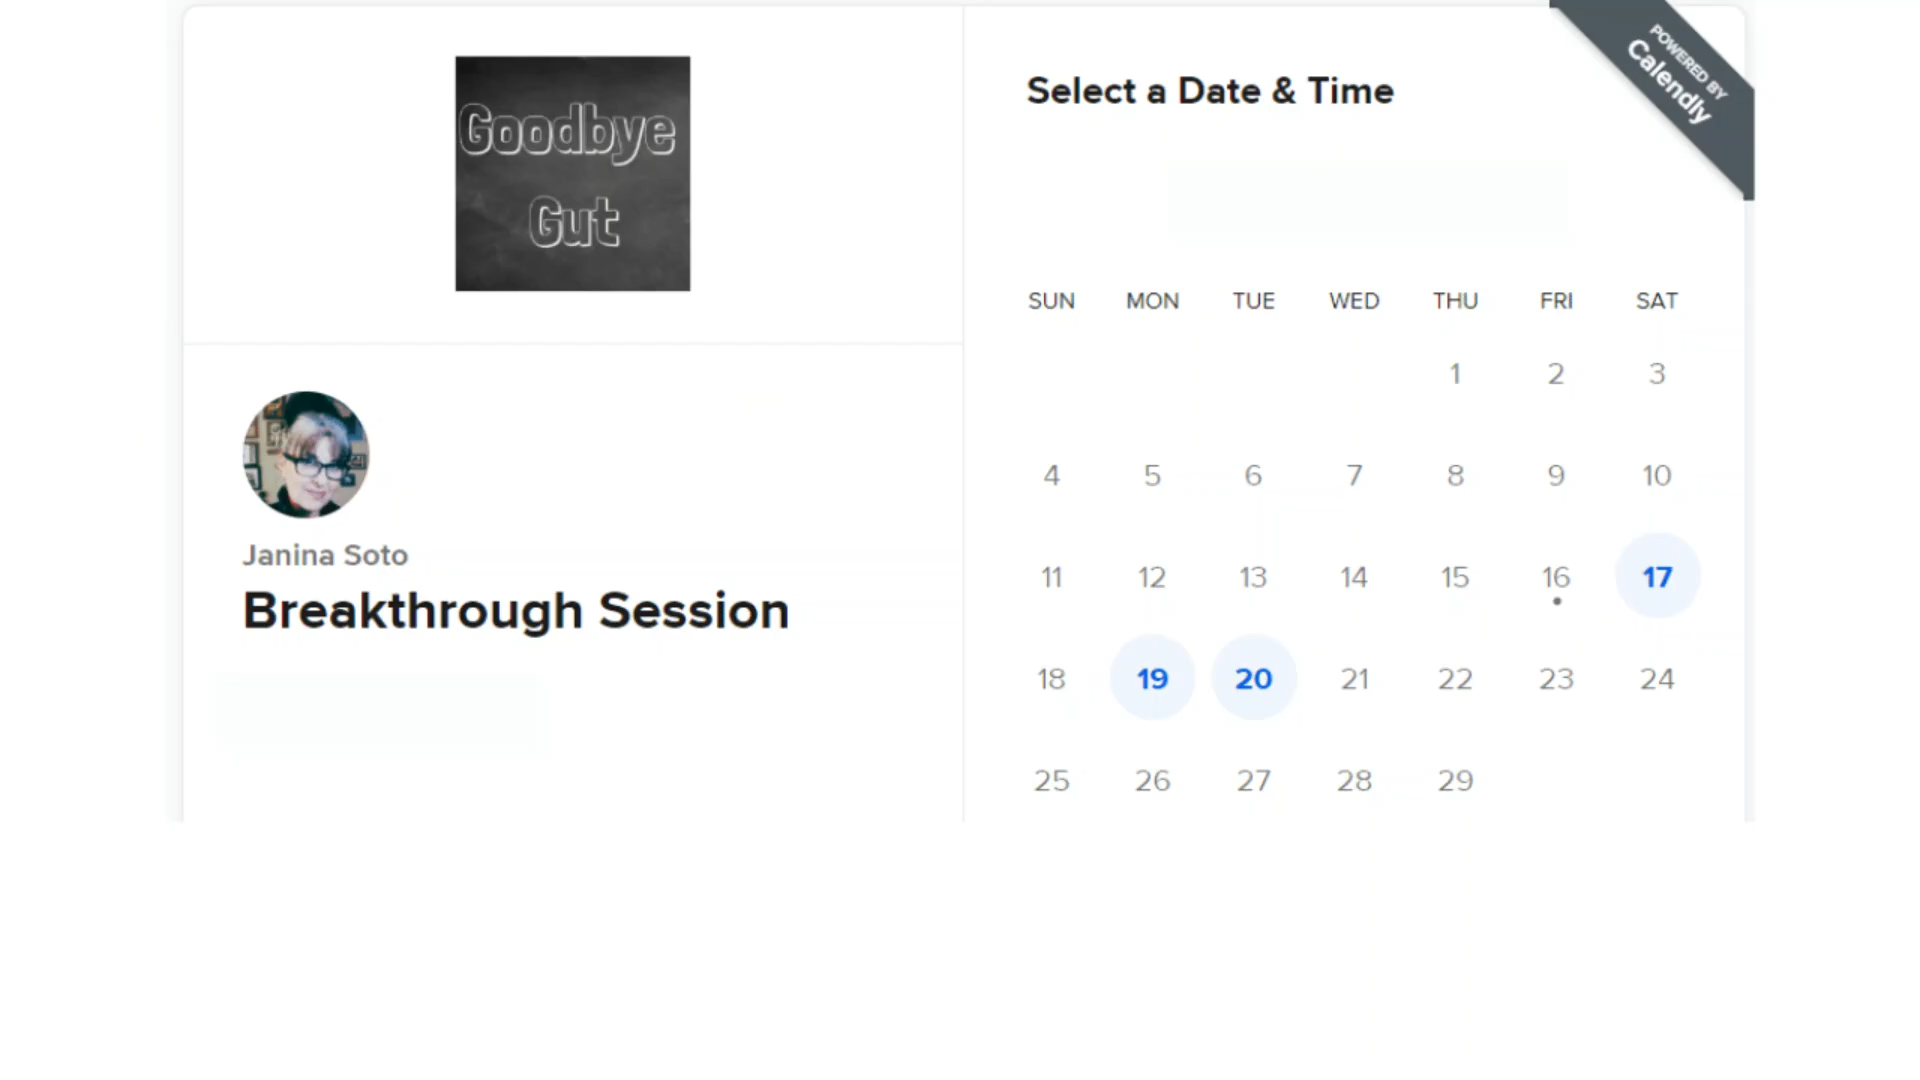 Goodbye
Gut
Janina Soto
Breakthrough Session
Select a Date & Time
POWERED BY
Calendly
SUN MON TUE WED THU FRI SAT
1 2 3
4 5 6 7 8 9 10
11 12 13 14 15 16 17
18 19 20 21 22 23 24
25 26 27 28 29